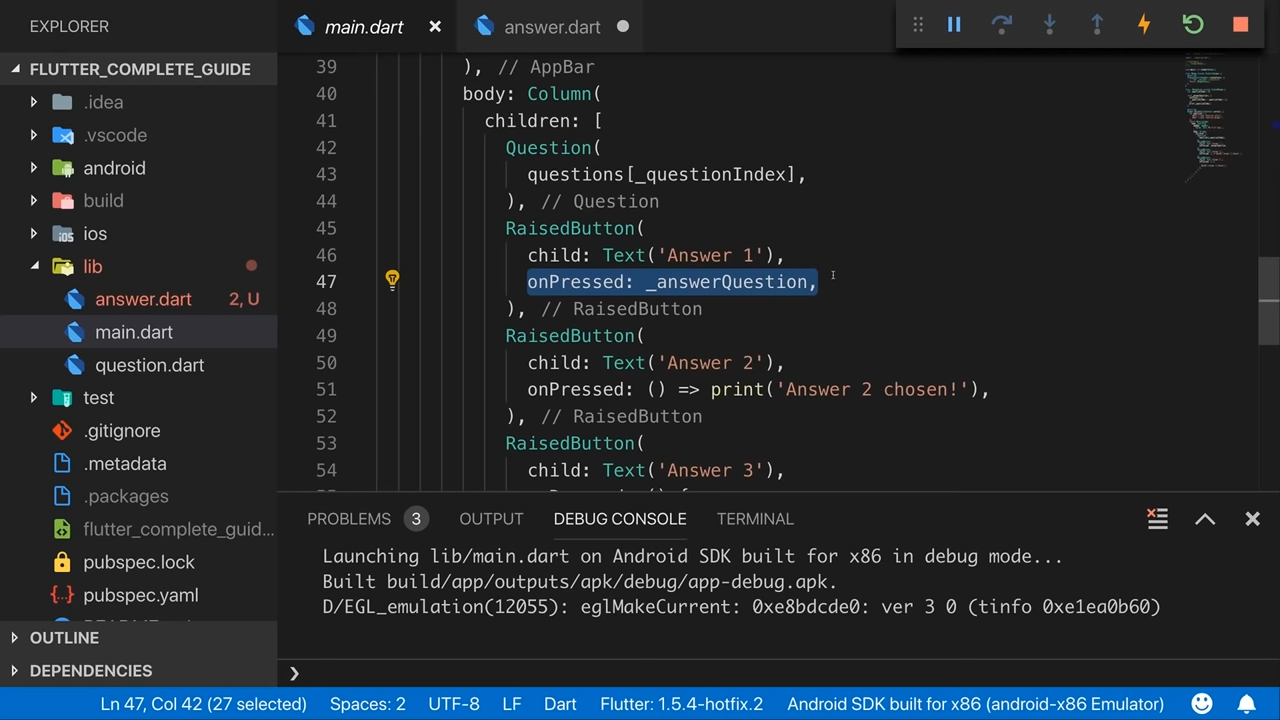 EXPLORER
main.dart
answer.dart
FLUTTER_COMPLETE_GUIDE
.idea
.vscode
android
build
ios
lib
answer.dart 2, U
main.dart
question.dart
test
.gitignore
.metadata
.packages
flutter_complete_guid...
pubspec.lock
pubspec.yaml
OUTLINE
DEPENDENCIES
39 ), // AppBar
40 body: Column(
41 children: [
42 Question(
43 questions[_questionIndex],
44 ), // Question
45 RaisedButton(
46 child: Text('Answer 1'),
47 onPressed: _answerQuestion,
48 ), // RaisedButton
49 RaisedButton(
50 child: Text('Answer 2'),
51 onPressed: () => print('Answer 2 chosen!'),
52 ), // RaisedButton
53 RaisedButton(
54 child: Text('Answer 3'),
PROBLEMS 3 OUTPUT DEBUG CONSOLE TERMINAL
Launching lib/main.dart on Android SDK built for x86 in debug mode...
Built build/app/outputs/apk/debug/app-debug.apk.
D/EGL_emulation(12055): eglMakeCurrent: 0xe8bdcde0: ver 3 0 (tinfo 0xe1ea0b60)
Ln 47, Col 42 (27 selected) Spaces: 2 UTF-8 LF Dart Flutter: 1.5.4-hotfix.2 Android SDK built for x86 (android-x86 Emulator)